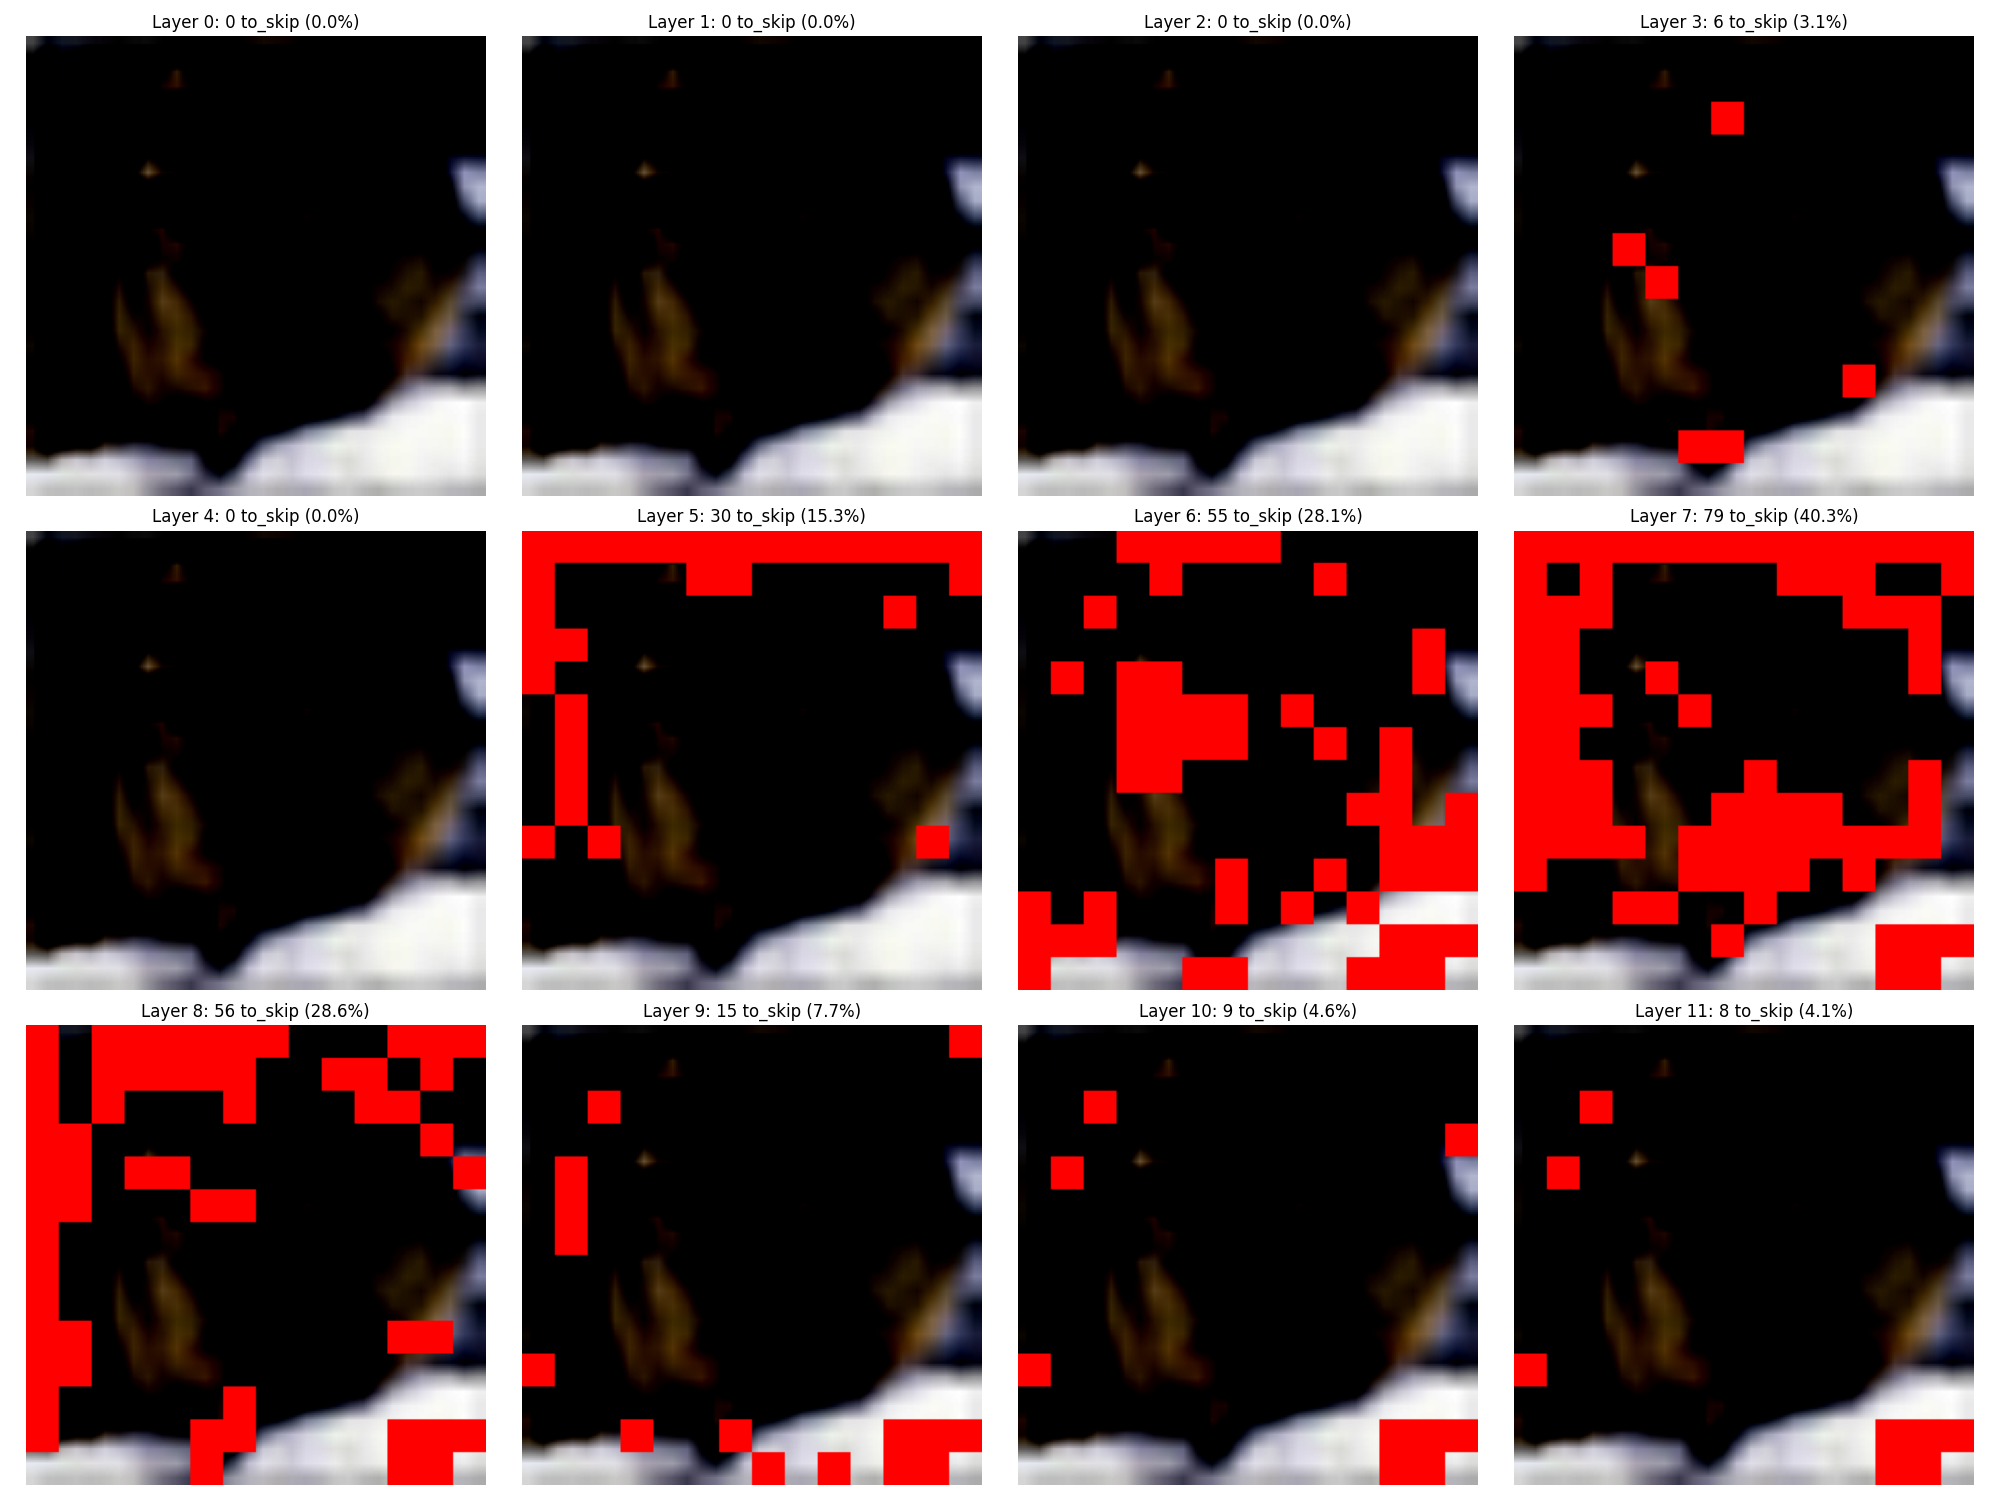 Layer 0: 0 to_skip (0.0%)
Layer 1: 0 to_skip (0.0%)
Layer 2: 0 to_skip (0.0%)
Layer 3: 6 to_skip (3.1%)
Layer 4: 0 to_skip (0.0%)
Layer 5: 30 to_skip (15.3%)
Layer 6: 55 to_skip (28.1%)
Layer 7: 79 to_skip (40.3%)
Layer 8: 56 to_skip (28.6%)
Layer 9: 15 to_skip (7.7%)
Layer 10: 9 to_skip (4.6%)
Layer 11: 8 to_skip (4.1%)